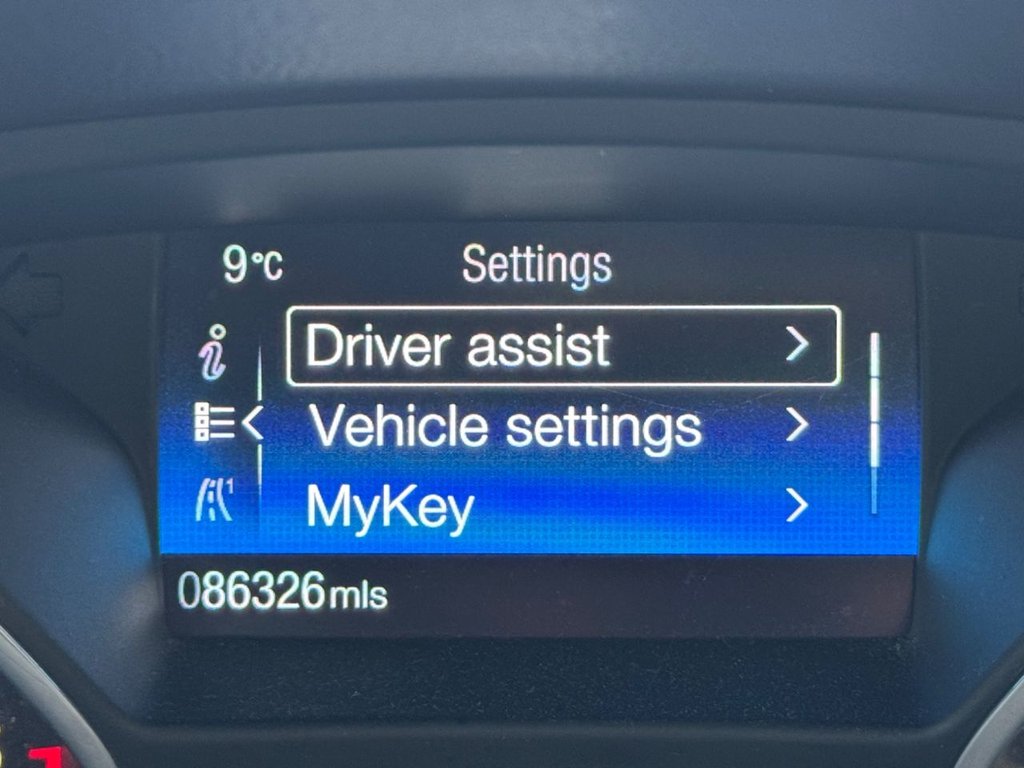 9°C Settings
Driver assist
Vehicle settings
MyKey
086326mls